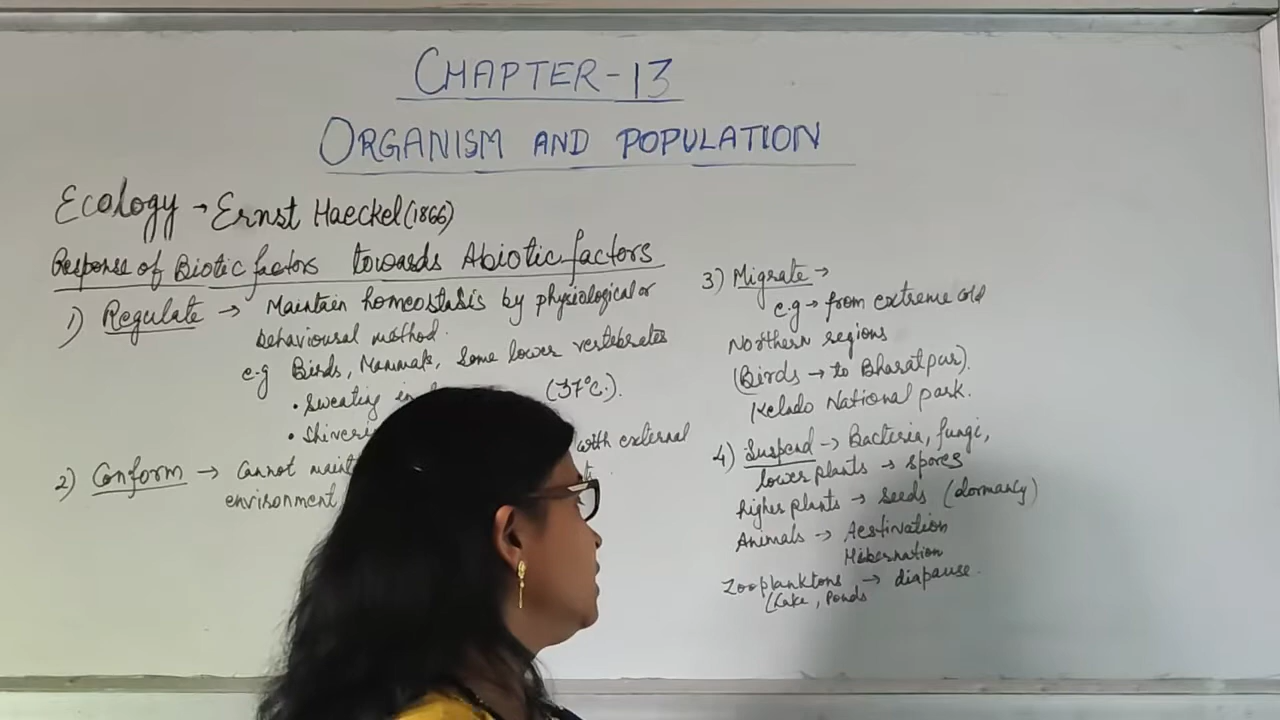 CHAPTER-13
ORGANISM AND POPULATION
Ecology → Ernst Haeckel (1866)
Response of Biotic factors towards Abiotic factors
1) Regulate → Maintain homeostasis by physiological or
behavioural method.
e.g Birds, Mammals, Some lower vertebrates
• Sweating (37°C.).
• with external
2) Conform → Cannot
environment
3) Migrate →
e.g → from extreme cold
Northern regions
(Birds → to Bharatpur).
Kelado National park.
4) Suspend → Bacteria, fungi,
lower plants → spores
higher plants → seeds (dormancy)
Animals → Aestivation
Hibernation
Zooplanktons → diapause.
(Lake, Ponds